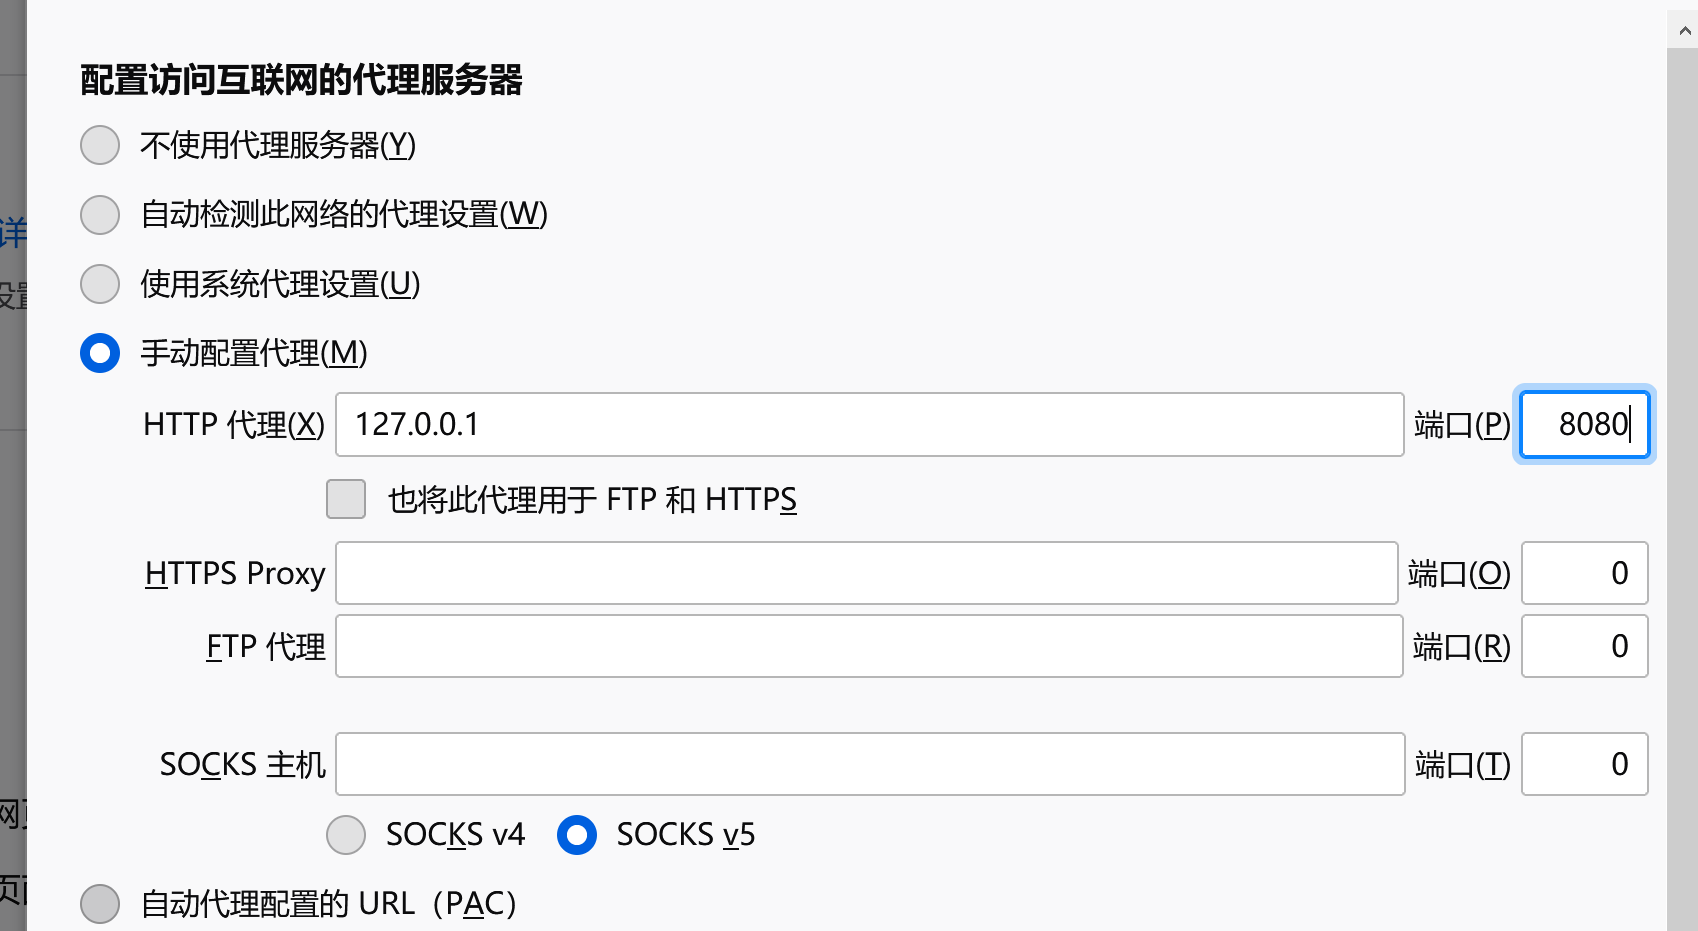 配置访问互联网的代理服务器
不使用代理服务器(Y)
自动检测此网络的代理设置(W)
详
使用系统代理设置(U)
设置
手动配置代理(M)
HTTP 代理(X) 127.0.0.1 端口(P) 8080
也将此代理用于 FTP 和 HTTPS
HTTPS Proxy 端口(O) 0
FTP 代理 端口(R) 0
SOCKS 主机 端口(T) 0
网页
SOCKS v4 SOCKS v5
页面
自动代理配置的 URL（PAC）